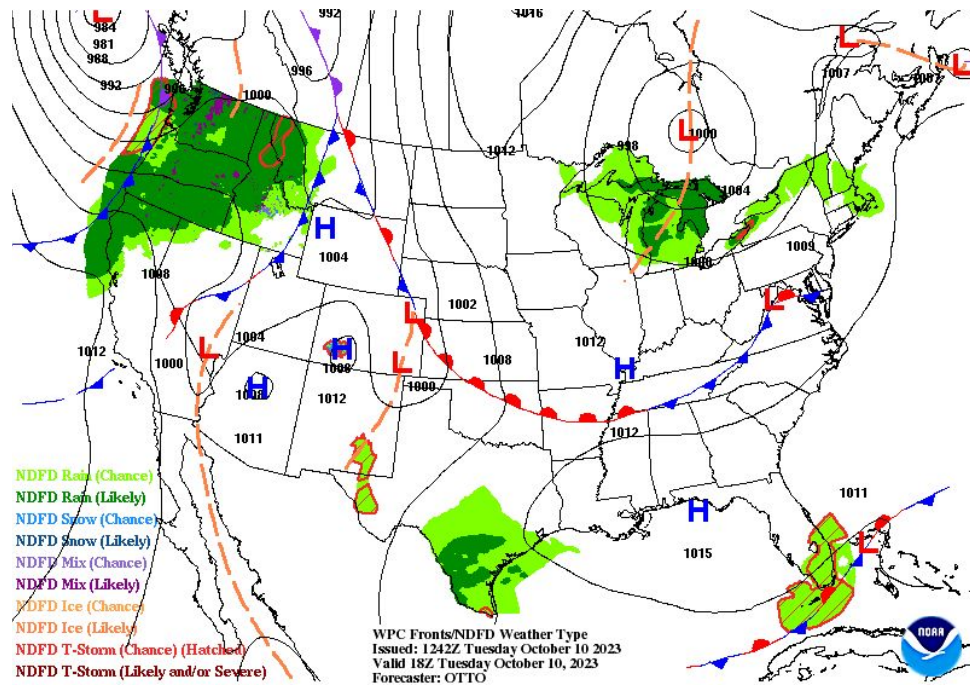 L
984
981
988
992
996
1000
992
996
1016
L
1007
1007
L
L
1000
998
1012
1004
H
1004
1008
1009
1008
L
1002
L
1012
1000
L
1004
H
1008
L
1000
1008
1012
H
H
1008
1012
1011
1012
1011
H
1015
L
NDFD Rain (Chance)
NDFD Rain (Likely)
NDFD Snow (Chance)
NDFD Snow (Likely)
NDFD Mix (Chance)
NDFD Mix (Likely)
NDFD Ice (Chance)
NDFD Ice (Likely)
NDFD T-Storm (Chance) (Hatched)
NDFD T-Storm (Likely and/or Severe)
WPC Fronts/NDFD Weather Type
Issued: 1242Z Tuesday October 10 2023
Valid 18Z Tuesday October 10, 2023
Forecaster: OTTO
NOAA